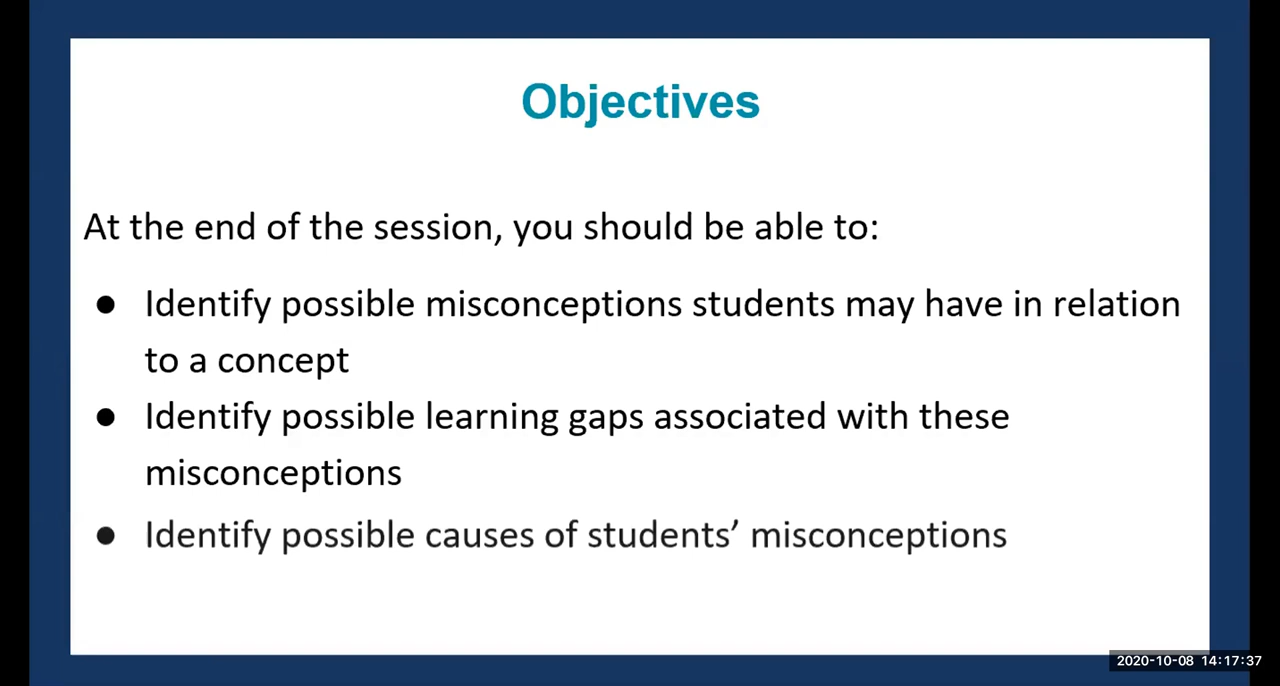 Objectives
At the end of the session, you should be able to:
● Identify possible misconceptions students may have in relation
to a concept
● Identify possible learning gaps associated with these
misconceptions
● Identify possible causes of students’ misconceptions
2020-10-08 14:17:37